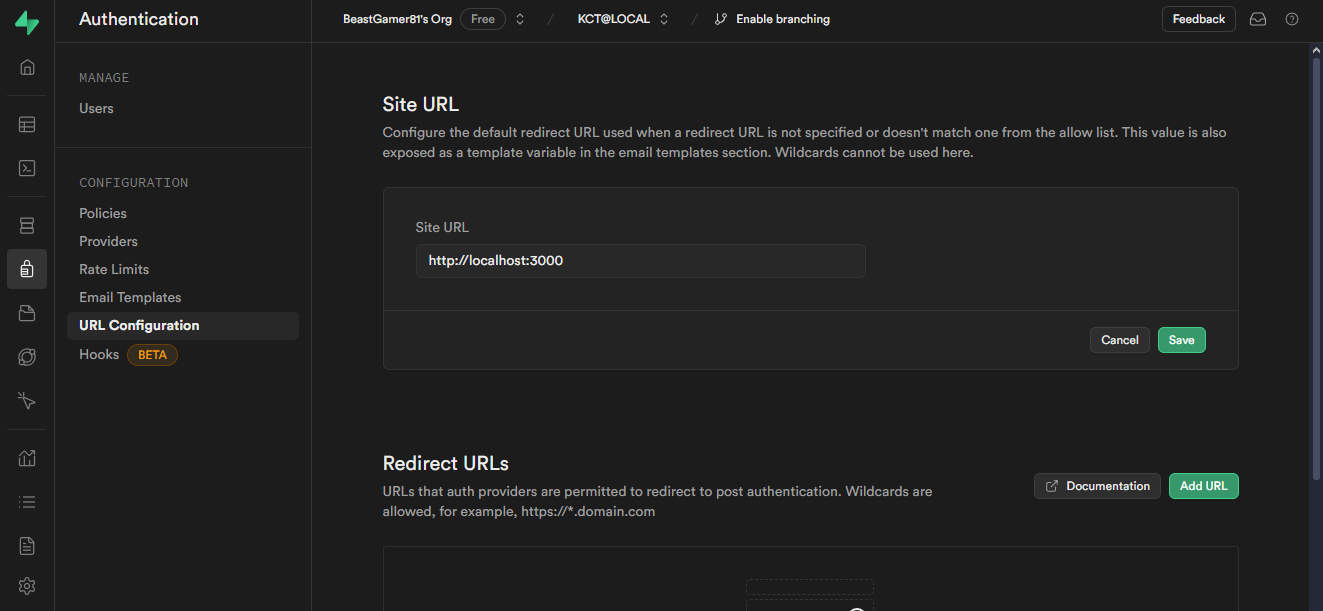 Authentication
BeastGamer81's Org Free / KCT@LOCAL / Enable branching
Feedback
MANAGE
Users
CONFIGURATION
Policies
Providers
Rate Limits
Email Templates
URL Configuration
Hooks BETA
Site URL
Configure the default redirect URL used when a redirect URL is not specified or doesn't match one from the allow list. This value is also
exposed as a template variable in the email templates section. Wildcards cannot be used here.
Site URL
http://localhost:3000
Cancel Save
Redirect URLs
URLs that auth providers are permitted to redirect to post authentication. Wildcards are
allowed, for example, https://*.domain.com
Documentation Add URL